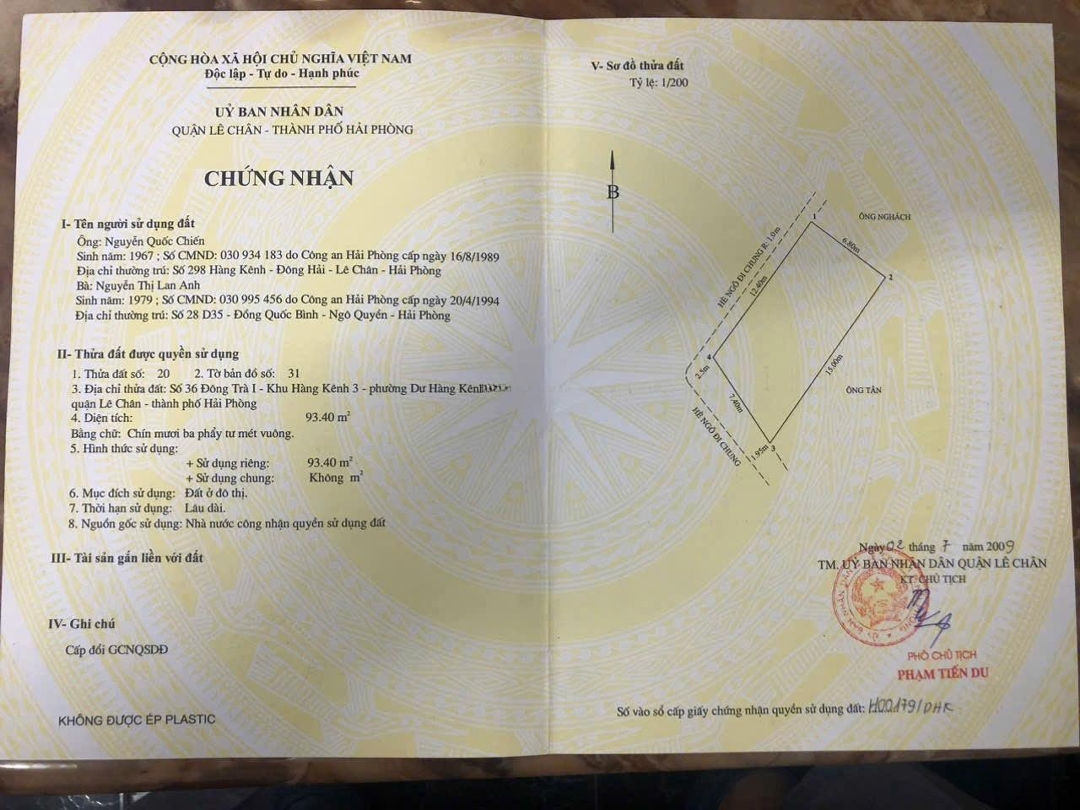 CỘNG HÒA XÃ HỘI CHỦ NGHĨA VIỆT NAM
Độc lập - Tự do - Hạnh phúc
UỶ BAN NHÂN DÂN
QUẬN LÊ CHÂN - THÀNH PHỐ HẢI PHÒNG
CHỨNG NHẬN
I- Tên người sử dụng đất
Ông: Nguyễn Quốc Chiến
Sinh năm: 1967 ; Số CMND: 030 934 183 do Công an Hải Phòng cấp ngày 16/8/1989
Địa chỉ thường trú: Số 298 Hàng Kênh - Đông Hải - Lê Chân - Hải Phòng
Bà: Nguyễn Thị Lan Anh
Sinh năm: 1979 ; Số CMND: 030 995 456 do Công an Hải Phòng cấp ngày 20/4/1994
Địa chỉ thường trú: Số 28 D35 - Đồng Quốc Bình - Ngô Quyền - Hải Phòng
II- Thửa đất được quyền sử dụng
1. Thửa đất số: 20 2. Tờ bản đồ số: 31
3. Địa chỉ thửa đất: Số 36 Đông Trà I - Khu Hàng Kênh 3 - phường Dư Hàng Kênh
quận Lê Chân - thành phố Hải Phòng
4. Diện tích: 93.40 m²
Bằng chữ: Chín mươi ba phẩy tư mét vuông.
5. Hình thức sử dụng:
+ Sử dụng riêng: 93.40 m²
+ Sử dụng chung: Không m²
6. Mục đích sử dụng: Đất ở đô thị.
7. Thời hạn sử dụng: Lâu dài.
8. Nguồn gốc sử dụng: Nhà nước công nhận quyền sử dụng đất
III- Tài sản gắn liền với đất
IV- Ghi chú
Cấp đổi GCNQSDĐ
KHÔNG ĐƯỢC ÉP PLASTIC
V- Sơ đồ thửa đất
Tỷ lệ: 1/200
B
1
ÔNG NGHÁCH
6.80m
2
HÈ NGÕ ĐI CHUNG R: 1.9m
12.40m
15.00m
4
2.5m
ÔNG TÂN
7.40m
HÈ NGÕ ĐI CHUNG
1.95m
3
Ngày 02 tháng 7 năm 2009
TM. UỶ BAN NHÂN DÂN QUẬN LÊ CHÂN
KT. CHỦ TỊCH
PHÓ CHỦ TỊCH
PHẠM TIẾN DU
Số vào sổ cấp giấy chứng nhận quyền sử dụng đất: H00179/DHK